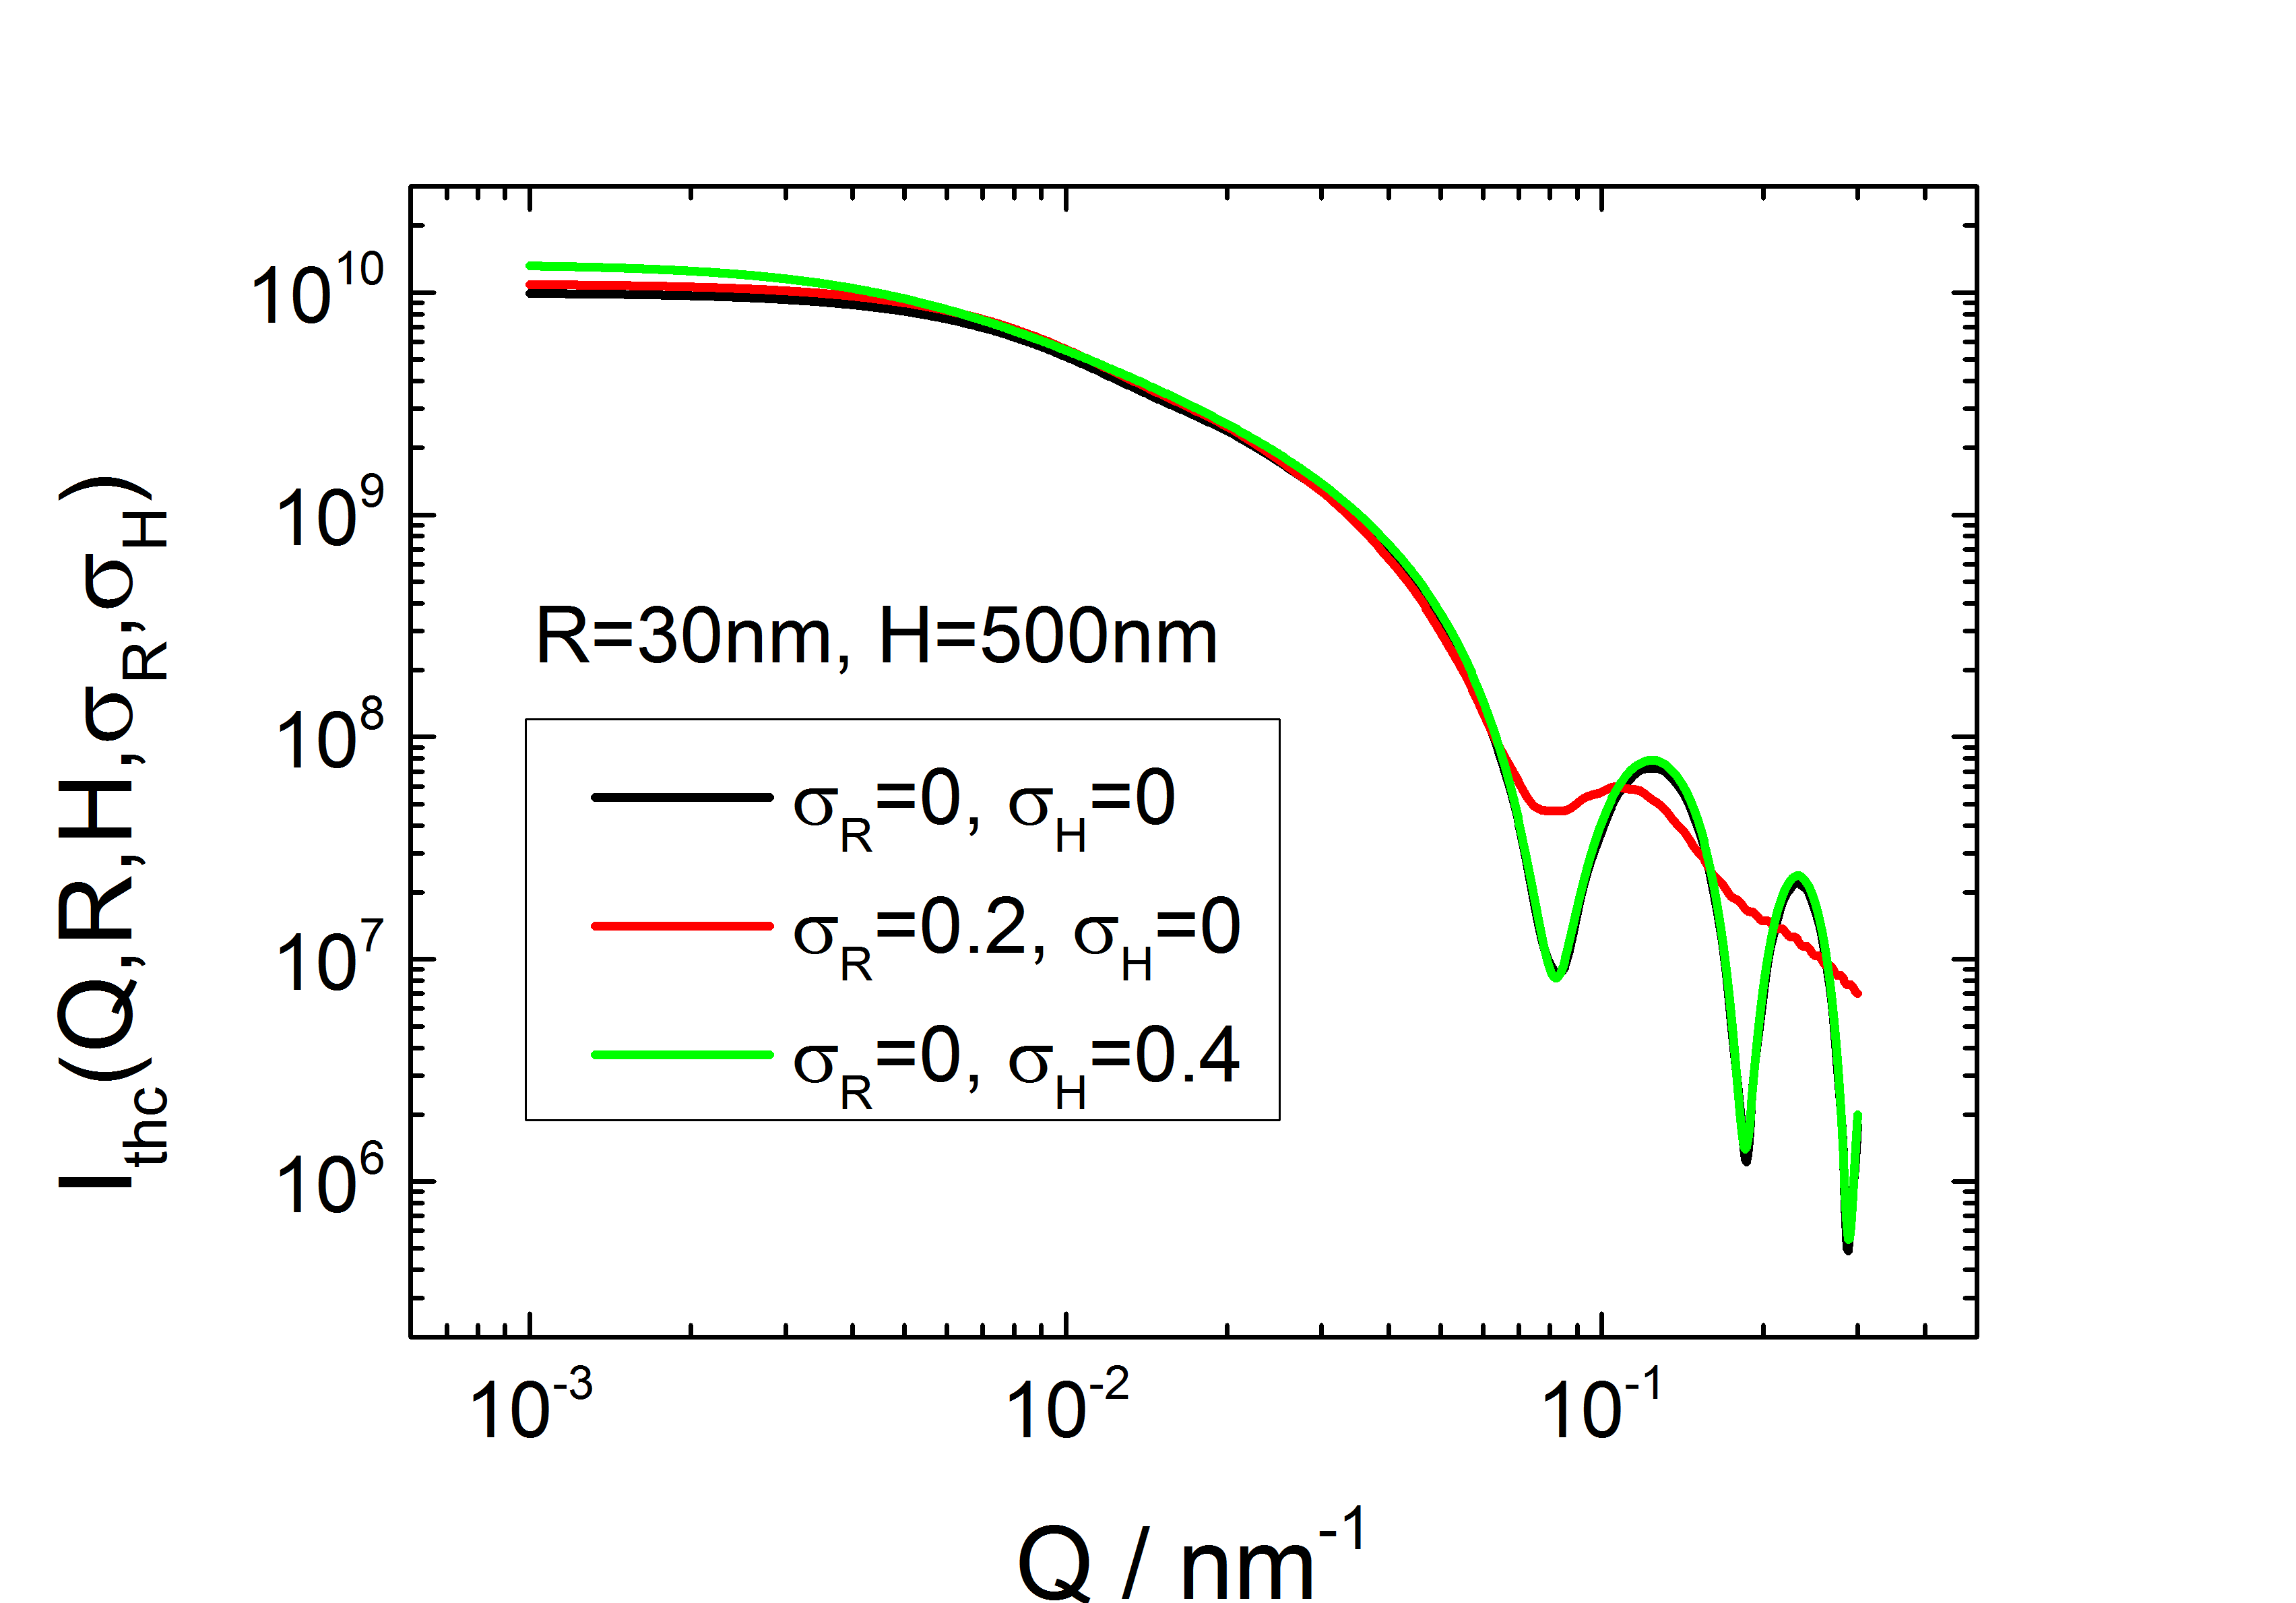 I_thc(Q,R,H,σ_R,σ_H)
10^10
10^9
10^8
10^7
10^6
R=30nm, H=500nm
σ_R=0, σ_H=0
σ_R=0.2, σ_H=0
σ_R=0, σ_H=0.4
10^-3 10^-2 10^-1
Q / nm^-1